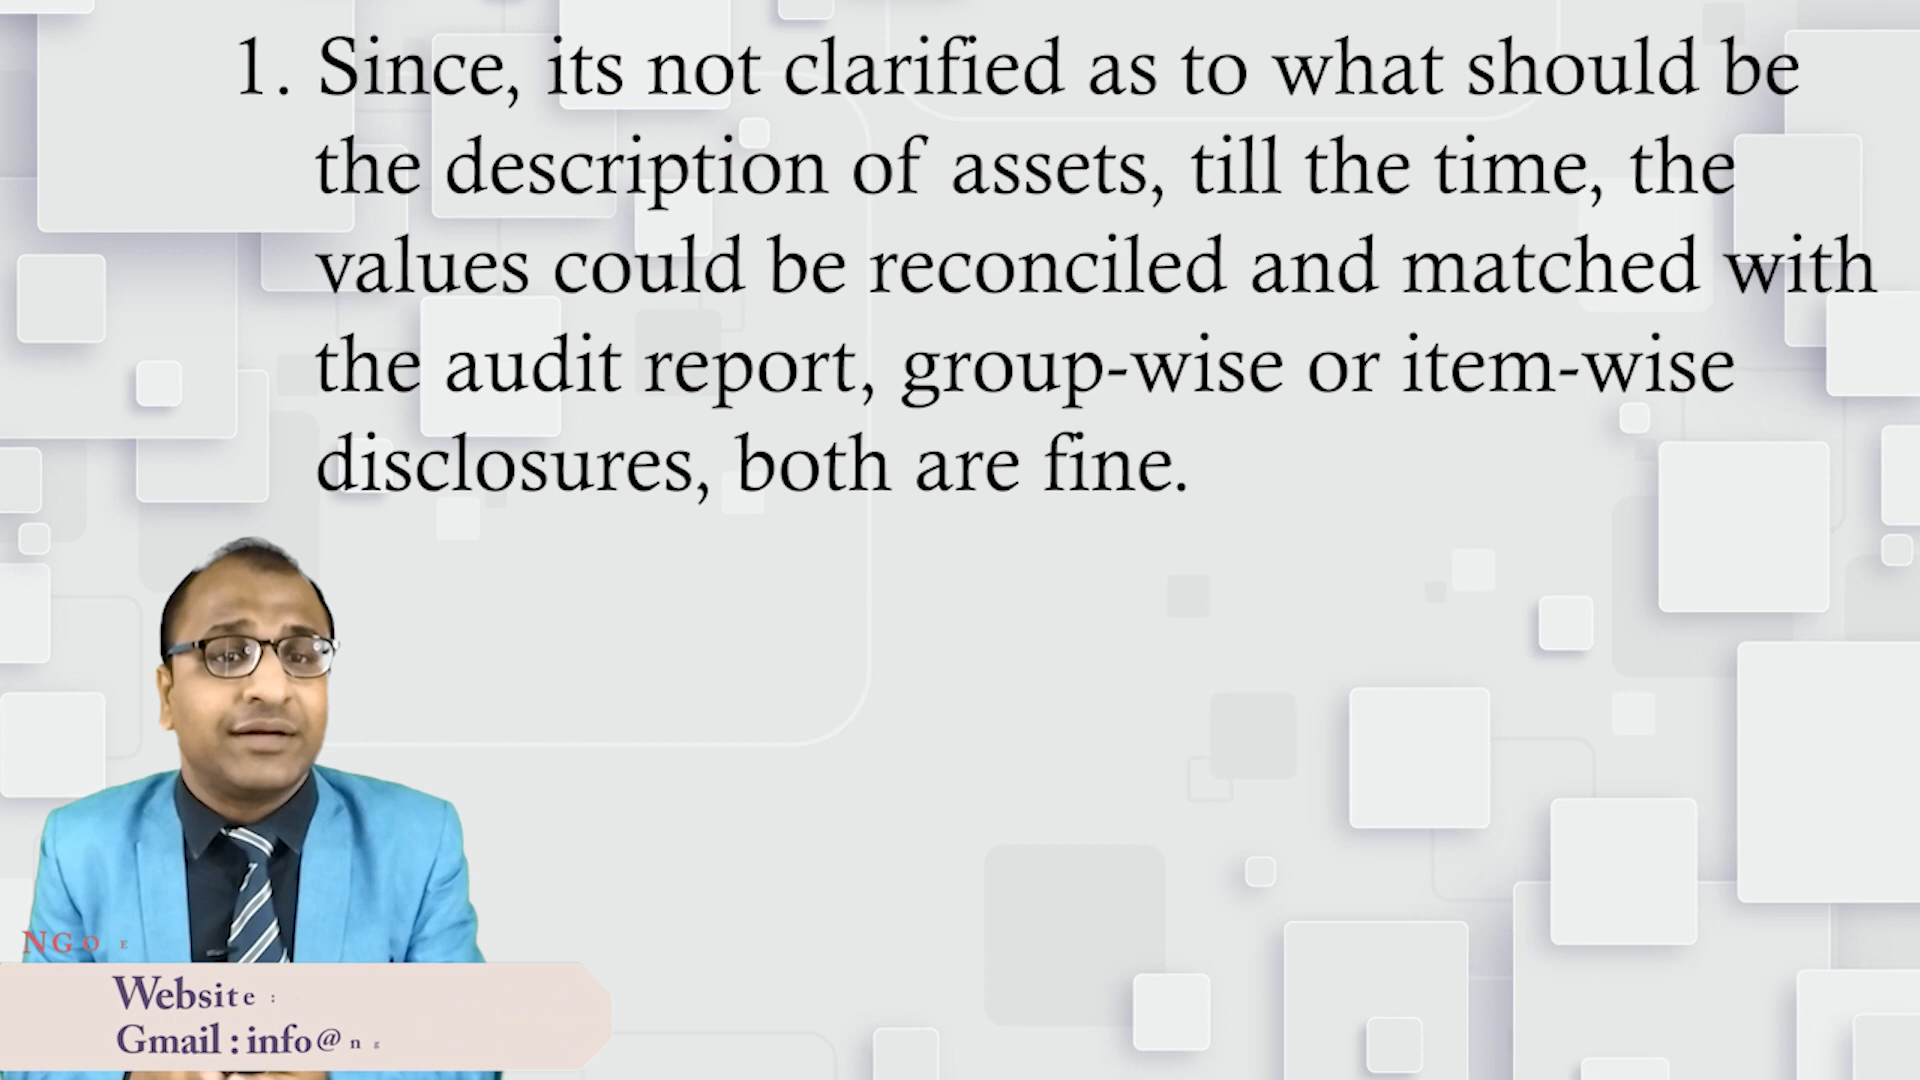 1. Since, its not clarified as to what should be
the description of assets, till the time, the
values could be reconciled and matched with
the audit report, group-wise or item-wise
disclosures, both are fine.
NGO E
Website :
Gmail : info@ng